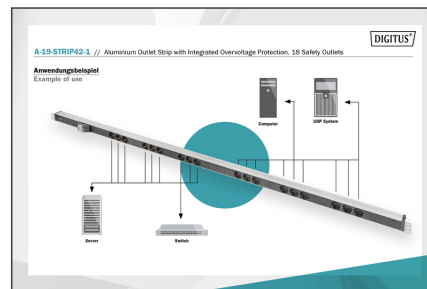 DIGITUS®
A-19-STRIP42-1 // Aluminium Outlet Strip with Integrated Overvoltage Protection, 18 Safety Outlets
Anwendungsbeispiel
Example of use
Computer
USP System
Server
Switch